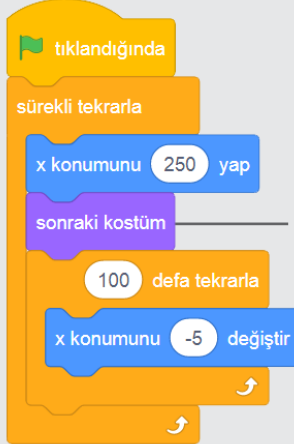 tıklandığında
sürekli tekrarla
x konumunu 250 yap
sonraki kostüm
100 defa tekrarla
x konumunu -5 değiştir